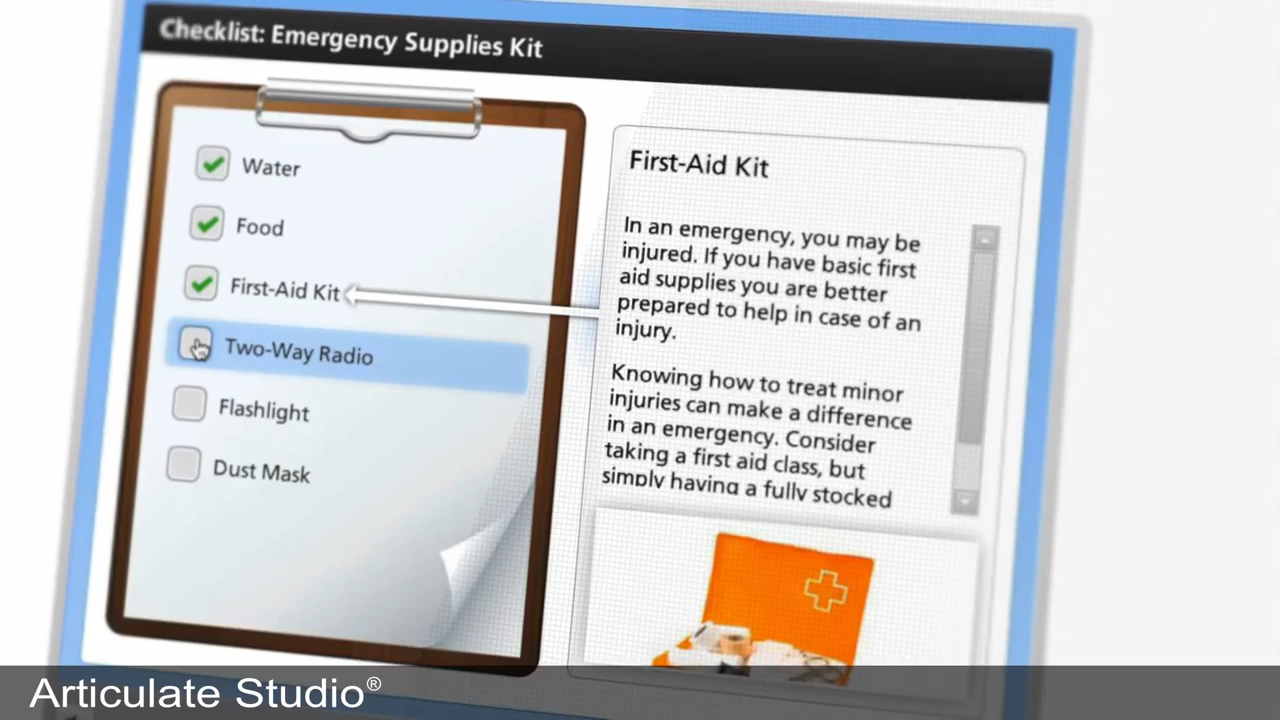 Checklist: Emergency Supplies Kit
Water
Food
First-Aid Kit
Two-Way Radio
Flashlight
Dust Mask
First-Aid Kit
In an emergency, you may be
injured. If you have basic first
aid supplies you are better
prepared to help in case of an
injury.
Knowing how to treat minor
injuries can make a difference
in an emergency. Consider
taking a first aid class, but
simply having a fully stocked
Articulate Studio®